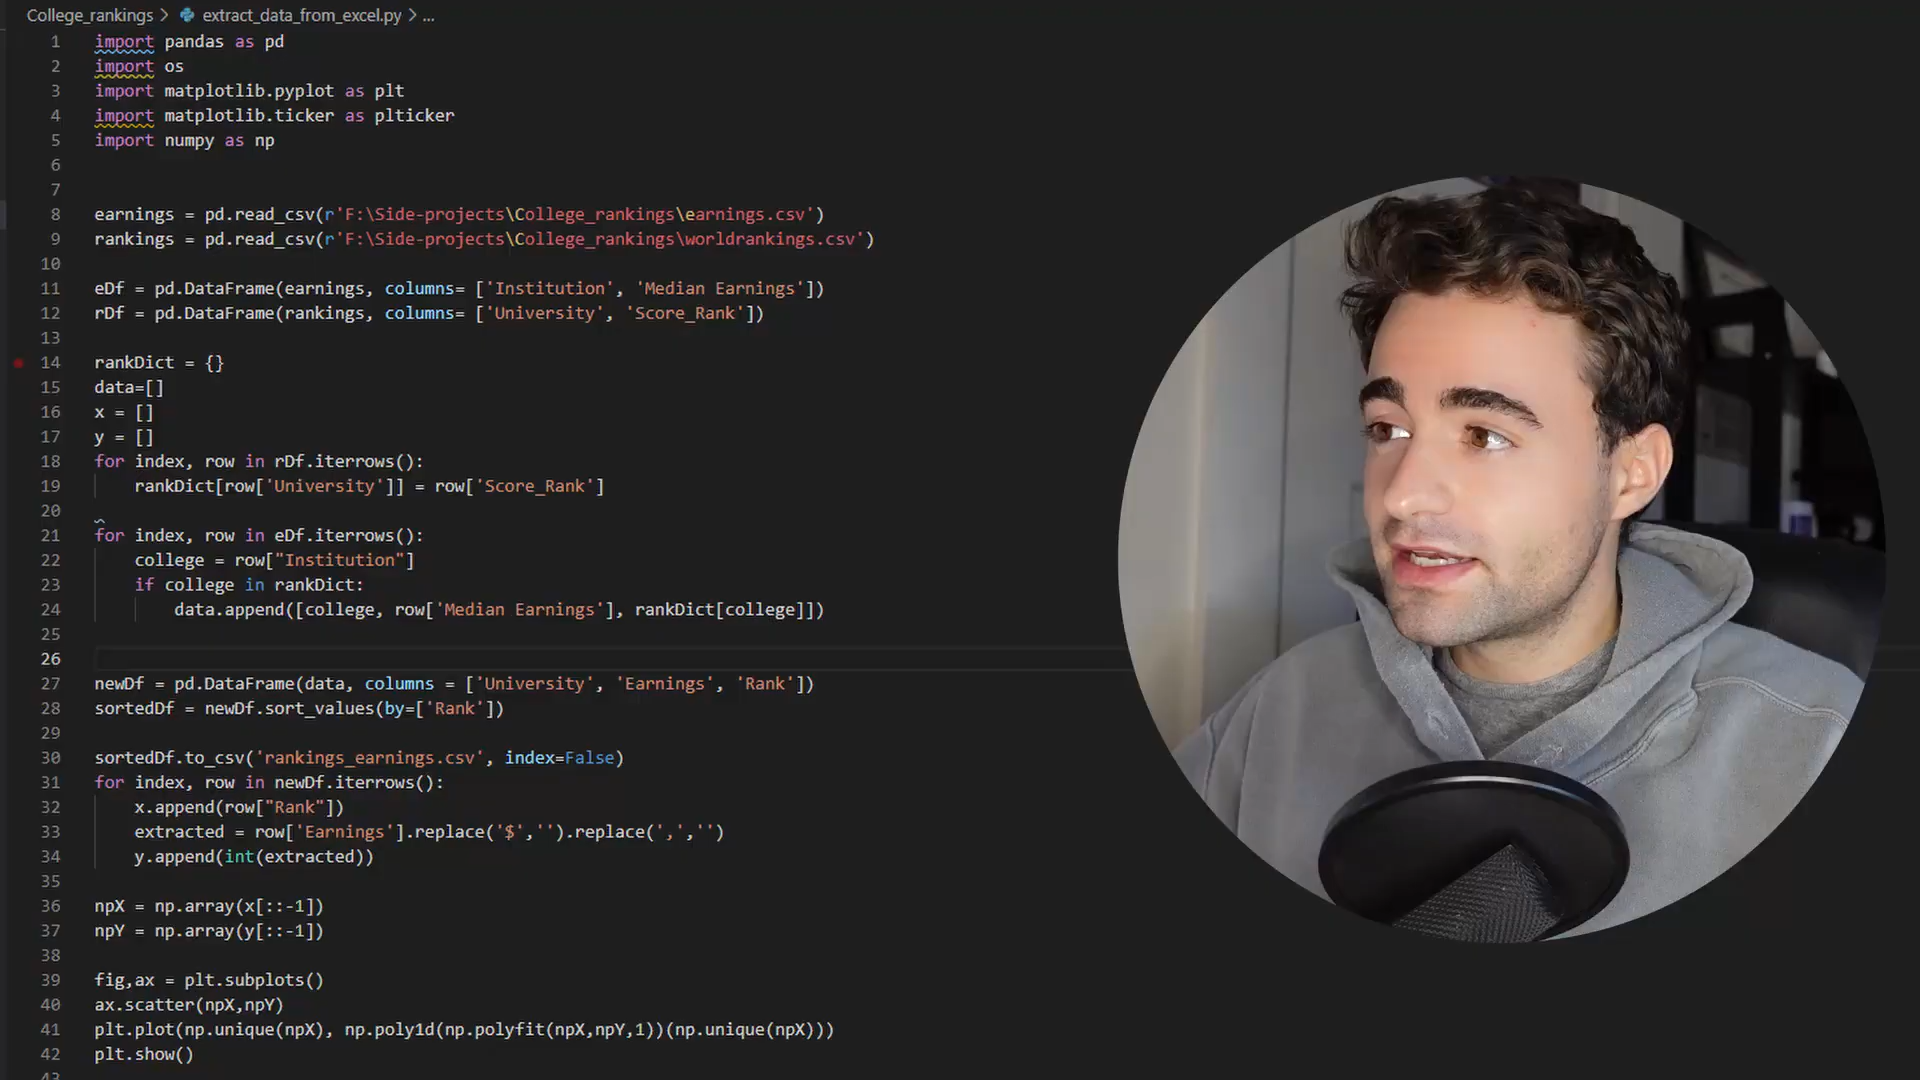 College_rankings > extract_data_from_excel.py > ...
1 import pandas as pd
2 import os
3 import matplotlib.pyplot as plt
4 import matplotlib.ticker as plticker
5 import numpy as np
6
7
8 earnings = pd.read_csv(r'F:\Side-projects\College_rankings\earnings.csv')
9 rankings = pd.read_csv(r'F:\Side-projects\College_rankings\worldrankings.csv')
10
11 eDf = pd.DataFrame(earnings, columns= ['Institution', 'Median Earnings'])
12 rDf = pd.DataFrame(rankings, columns= ['University', 'Score_Rank'])
13
14 rankDict = {}
15 data=[]
16 x = []
17 y = []
18 for index, row in rDf.iterrows():
19 rankDict[row['University']] = row['Score_Rank']
20
21 for index, row in eDf.iterrows():
22 college = row["Institution"]
23 if college in rankDict:
24 data.append([college, row['Median Earnings'], rankDict[college]])
25
26
27 newDf = pd.DataFrame(data, columns = ['University', 'Earnings', 'Rank'])
28 sortedDf = newDf.sort_values(by=['Rank'])
29
30 sortedDf.to_csv('rankings_earnings.csv', index=False)
31 for index, row in newDf.iterrows():
32 x.append(row["Rank"])
33 extracted = row['Earnings'].replace('$','').replace(',','')
34 y.append(int(extracted))
35
36 npX = np.array(x[::-1])
37 npY = np.array(y[::-1])
38
39 fig,ax = plt.subplots()
40 ax.scatter(npX,npY)
41 plt.plot(np.unique(npX), np.poly1d(np.polyfit(npX,npY,1))(np.unique(npX)))
42 plt.show()
43